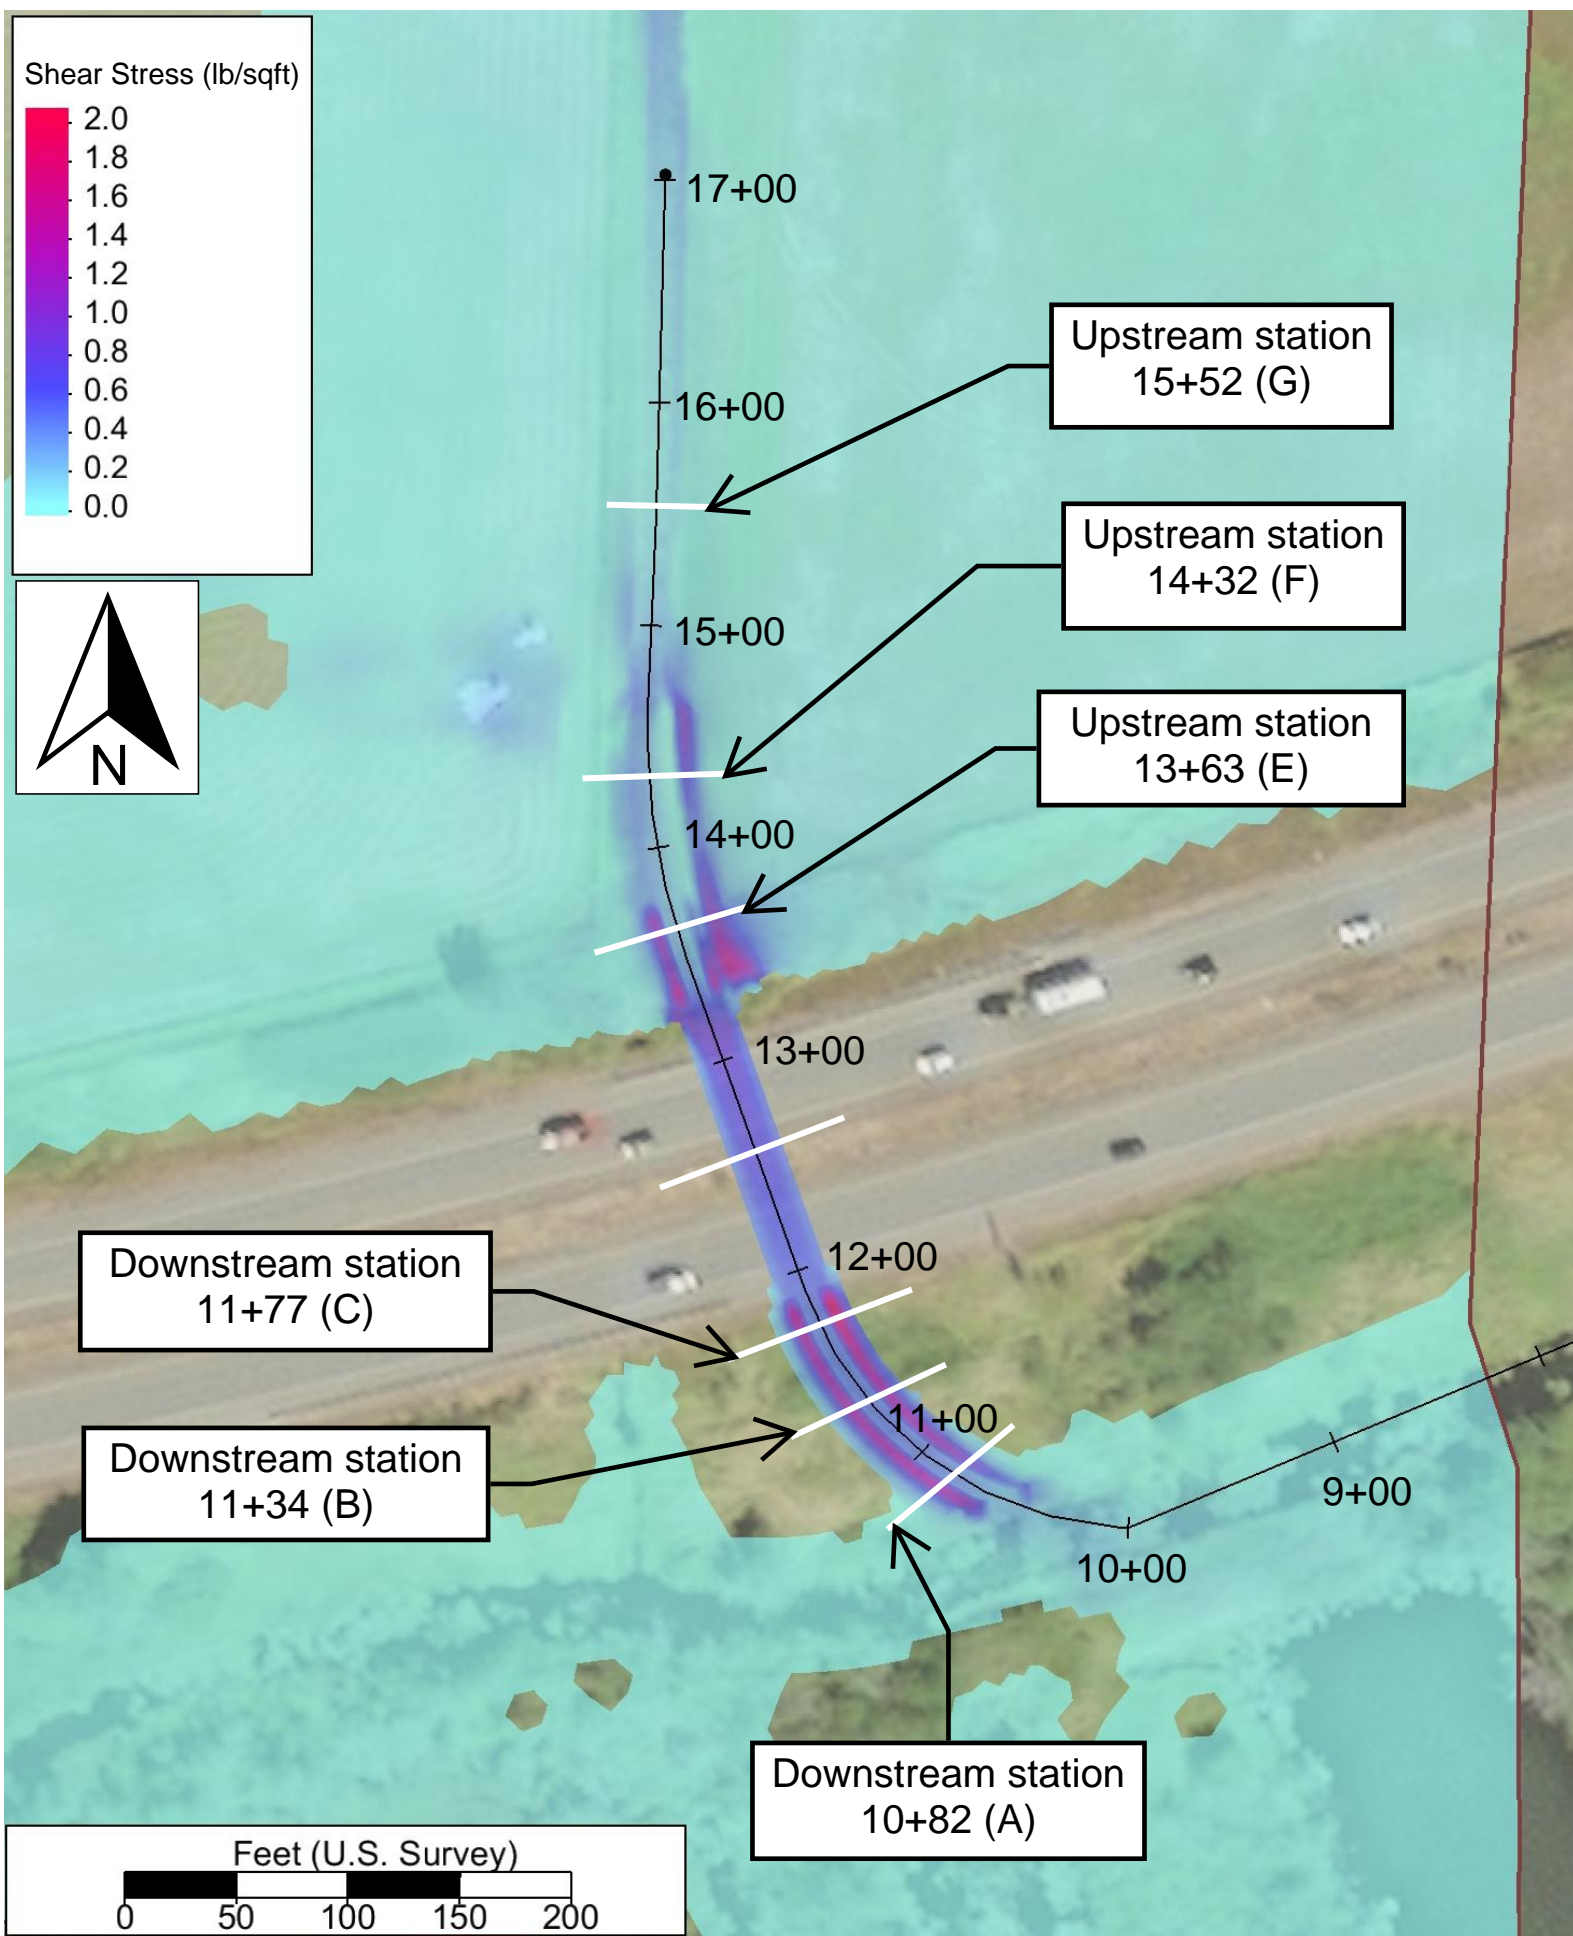 Shear Stress (lb/sqft)
2.0
1.8
1.6
1.4
1.2
1.0
0.8
0.6
0.4
0.2
0.0
N
17+00
Upstream station
15+52 (G)
16+00
Upstream station
14+32 (F)
15+00
Upstream station
13+63 (E)
14+00
13+00
12+00
Downstream station
11+77 (C)
11+00
Downstream station
11+34 (B)
9+00
10+00
Downstream station
10+82 (A)
Feet (U.S. Survey)
0 50 100 150 200